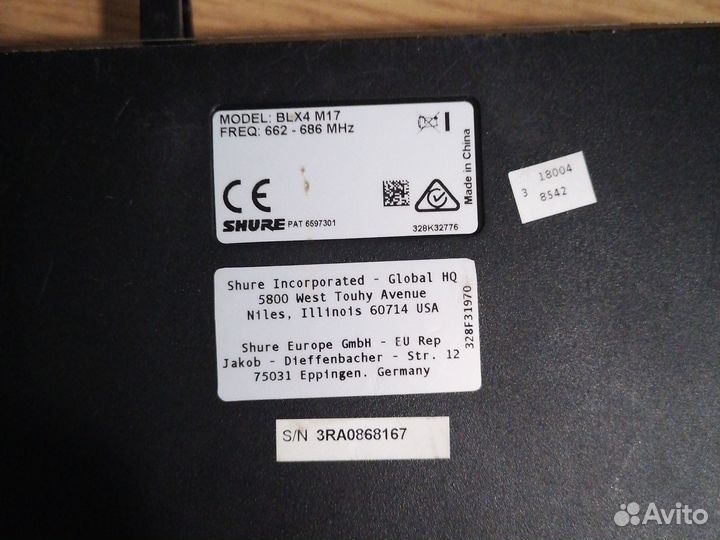 MODEL: BLX4 M17
FREQ: 662 - 686 MHz
CE
SHURE PAT 6597301
328K32776
Made in China
3 18004
8542
Shure Incorporated - Global HQ
5800 West Touhy Avenue
Niles, Illinois 60714 USA
Shure Europe GmbH - EU Rep
Jakob - Dieffenbacher - Str. 12
75031 Eppingen. Germany
328F31970
S/N 3RA0868167
Avito